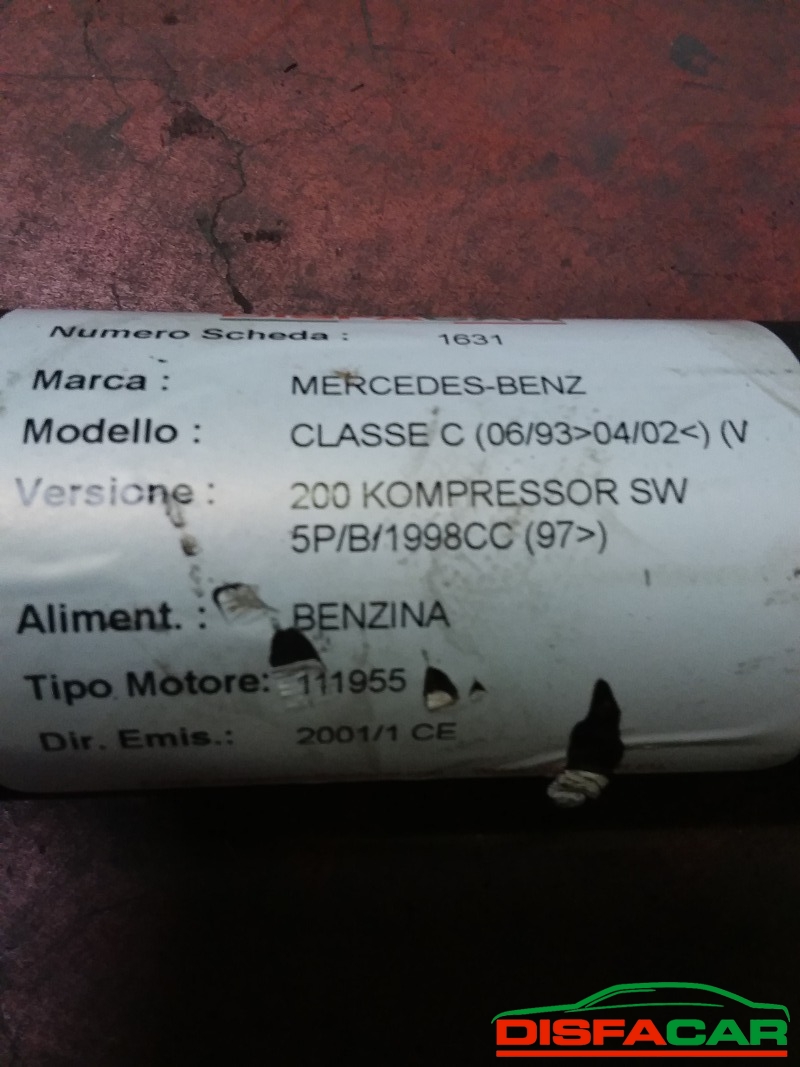 Numero Scheda : 1631
Marca : MERCEDES-BENZ
Modello : CLASSE C (06/93>04/02<) (V
Versione : 200 KOMPRESSOR SW
5P/B/1998CC (97>)
Aliment. : BENZINA
Tipo Motore: 111955
Dir. Emis.: 2001/1 CE
DISFACAR